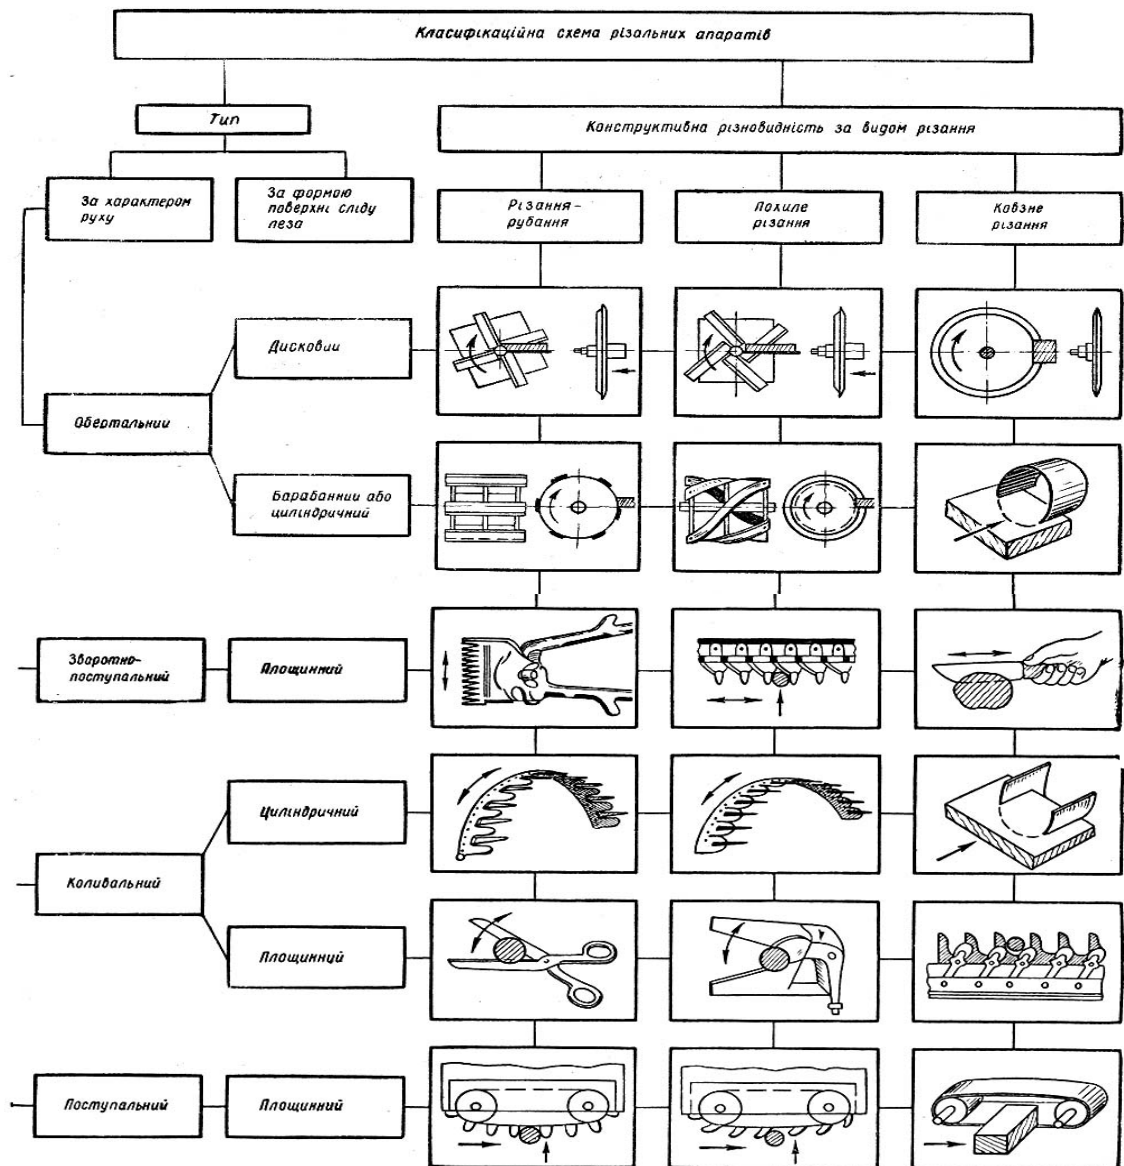 Класифікаційна схема різальних апаратів
Тип
Конструктивна різновидність за видом різання
За характером
руху
За формою
поверхні сліду
леза
Різання-
рубання
Похиле
різання
Ковзне
різання
Дисковий
Обертальний
Барабанний або
циліндричний
Зворотно-
поступальний
Площинний
Циліндричний
Коливальний
Площинний
Поступальний
Площинний